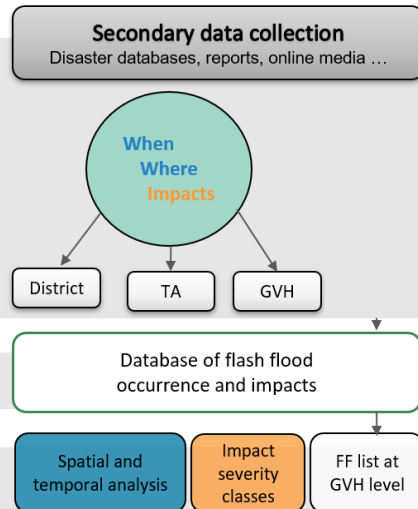 Secondary data collection
Disaster databases, reports, online media ...
When
Where
Impacts
District
TA
GVH
Database of flash flood
occurrence and impacts
Spatial and
temporal analysis
Impact
severity
classes
FF list at
GVH level